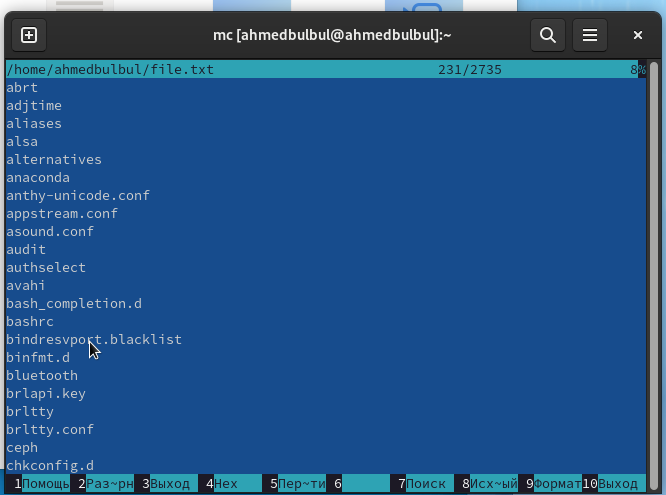 mc [ahmedbulbul@ahmedbulbul]:~
/home/ahmedbulbul/file.txt 231/2735 8%
abrt
adjtime
aliases
alsa
alternatives
anaconda
anthy-unicode.conf
appstream.conf
asound.conf
audit
authselect
avahi
bash_completion.d
bashrc
bindresvport.blacklist
binfmt.d
bluetooth
brlapi.key
brltty
brltty.conf
ceph
chkconfig.d
1Помощь 2Раз~рн 3Выход 4Hex 5Пер~ти 6 7Поиск 8Исх~ый 9Формат 10Выход